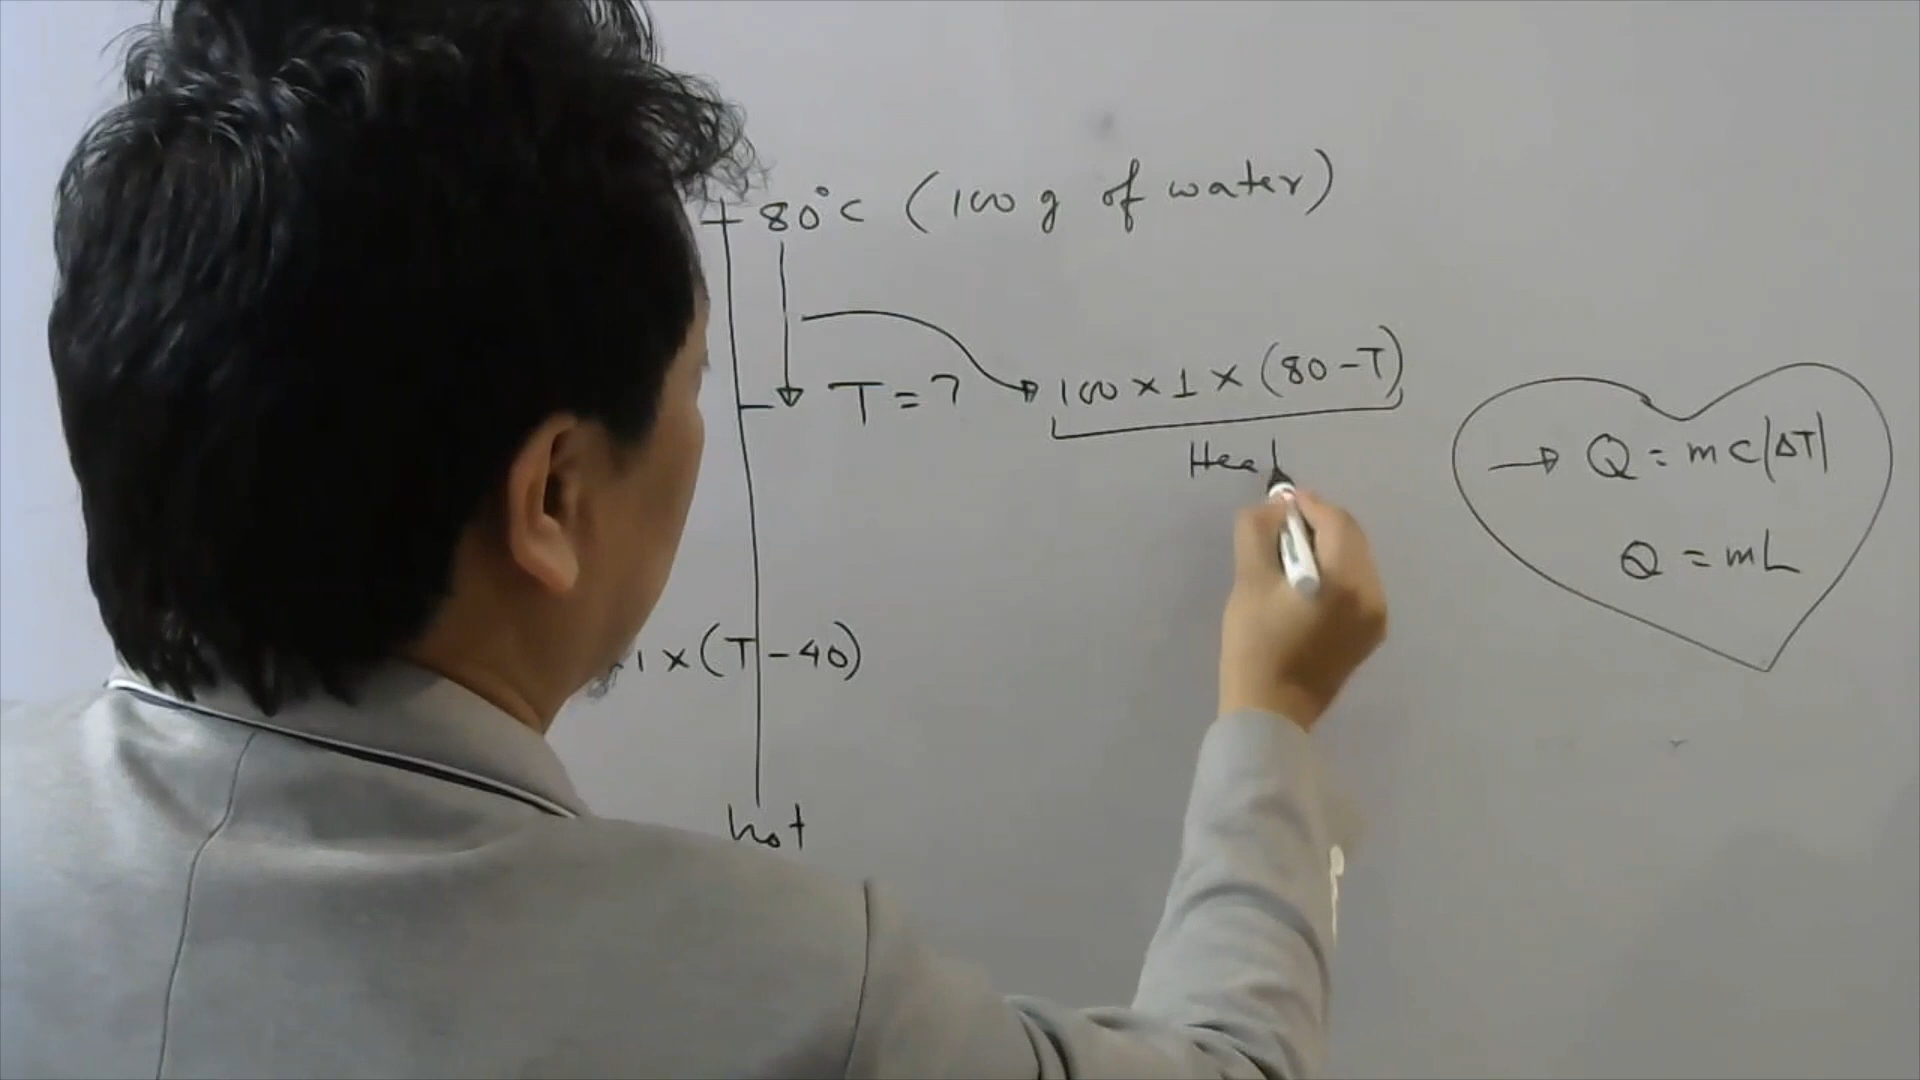 80°C (100 g of water)
T = ?
100 × 1 × (80 - T)
Heat
→ Q = mc|ΔT|
Q = mL
1 × (T - 40)
hot